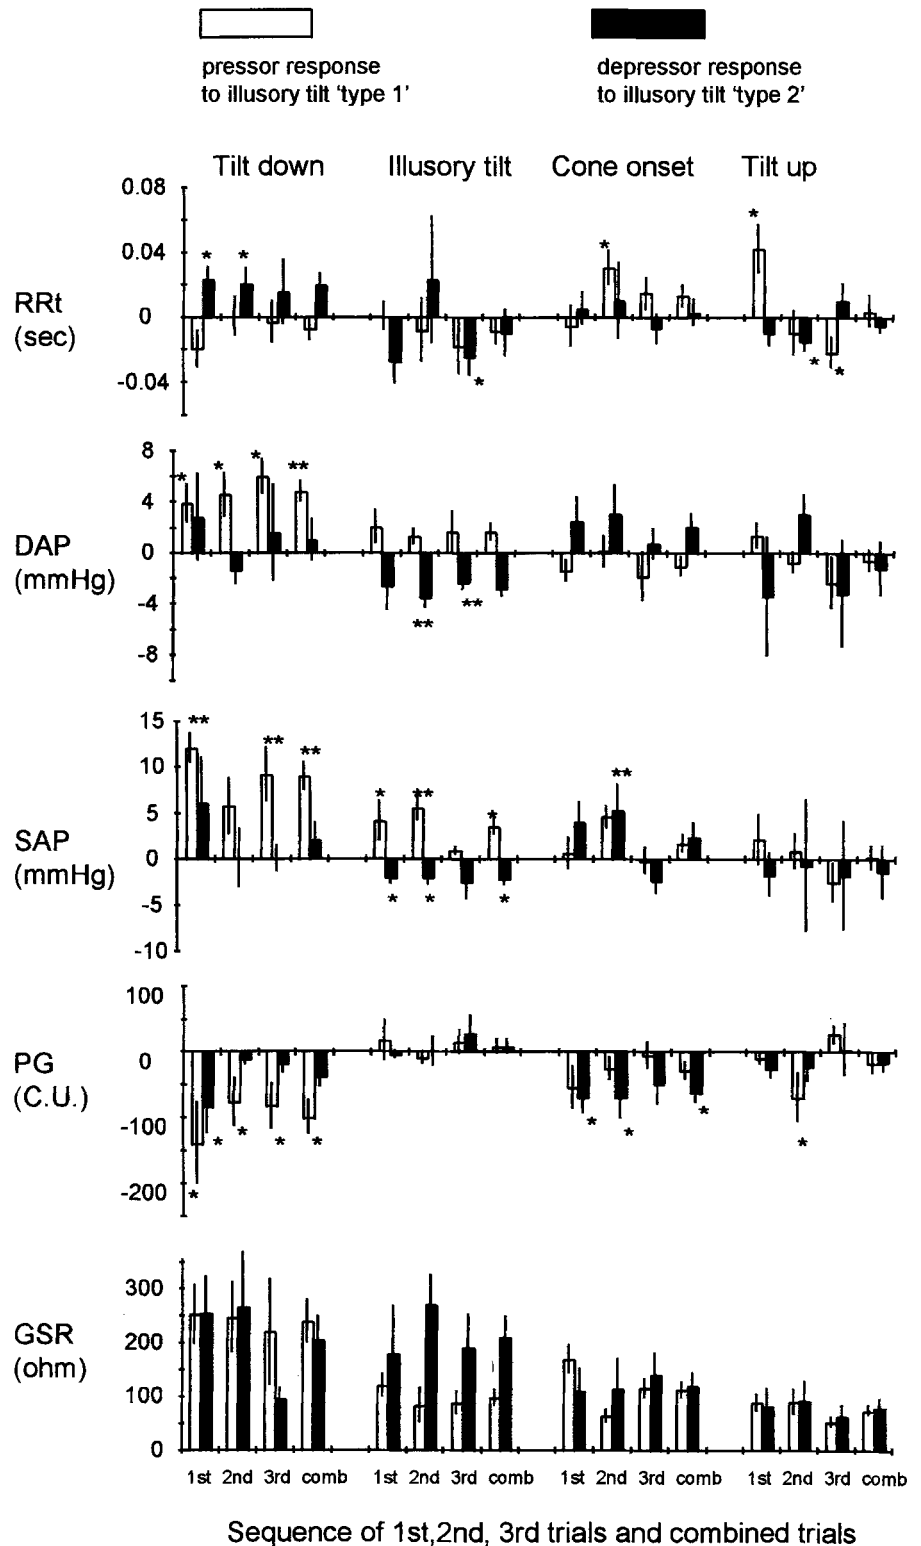 pressor response
to illusory tilt 'type 1'
depressor response
to illusory tilt 'type 2'
Tilt down Illusory tilt Cone onset Tilt up
RRt
(sec)
0.08
0.04
0
-0.04
* * * * * * *
DAP
(mmHg)
8
4
0
-4
-8
* * * ** ** **
SAP
(mmHg)
15
10
5
0
-5
-10
** ** ** * ** * ** * * *
PG
(C.U.)
100
0
-100
-200
* * * * * * * * *
GSR
(ohm)
300
200
100
0
1st 2nd 3rd comb 1st 2nd 3rd comb 1st 2nd 3rd comb 1st 2nd 3rd comb
Sequence of 1st,2nd, 3rd trials and combined trials